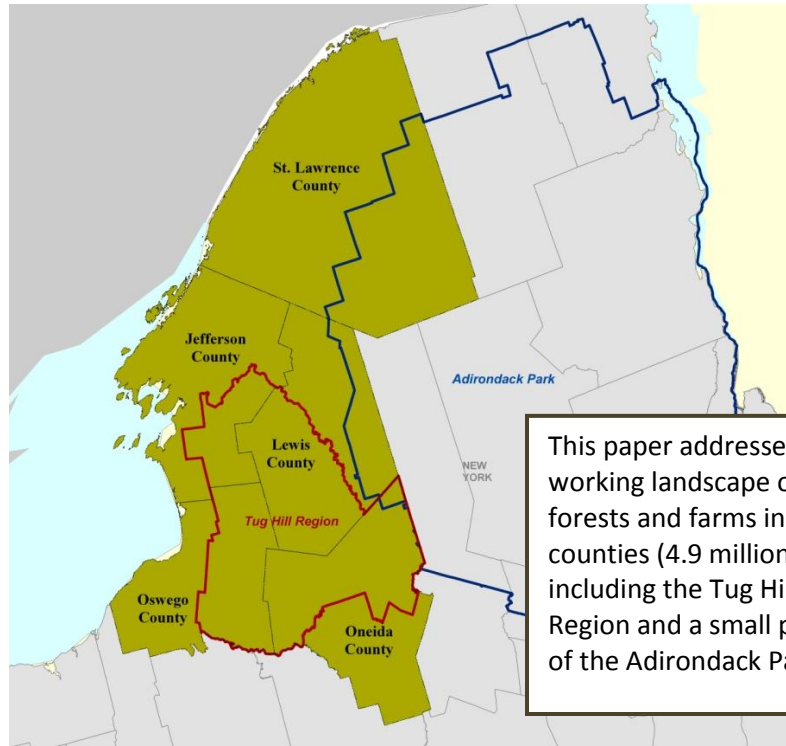 St. Lawrence
County
Jefferson
County
Adirondack Park
Lewis
County
NEW
YORK
Tug Hill Region
Oswego
County
Oneida
County
This paper addresse
working landscape
forests and farms in
counties (4.9 million
including the Tug Hi
Region and a small
of the Adirondack